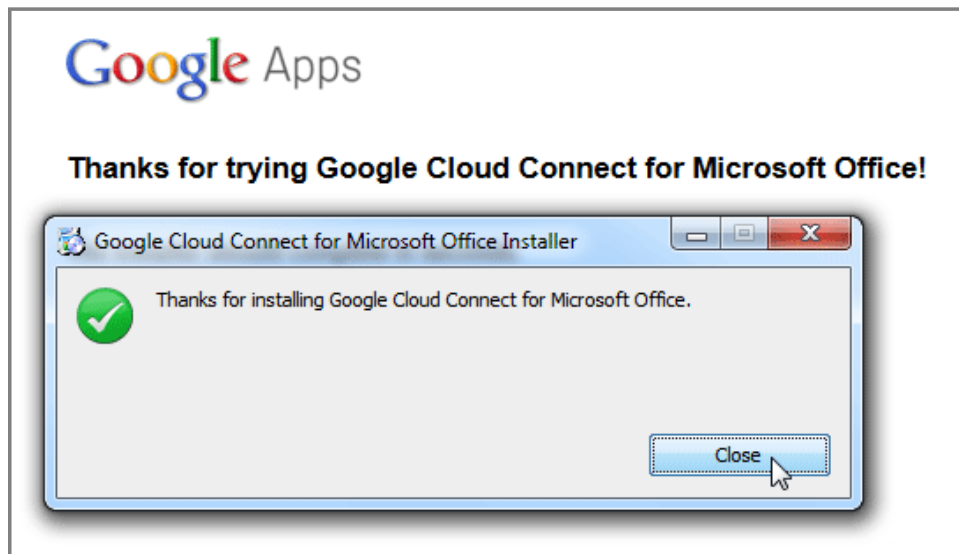 Google Apps
Thanks for trying Google Cloud Connect for Microsoft Office!
Google Cloud Connect for Microsoft Office Installer
Thanks for installing Google Cloud Connect for Microsoft Office.
Close